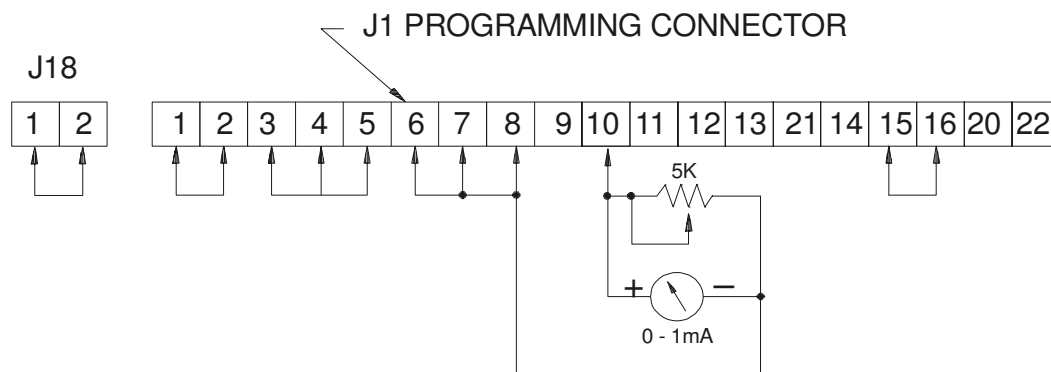 J1 PROGRAMMING CONNECTOR
J18
1 2 1 2 3 4 5 6 7 8 9 10 11 12 13 21 14 15 16 20 22
5K
+ −
0 - 1mA